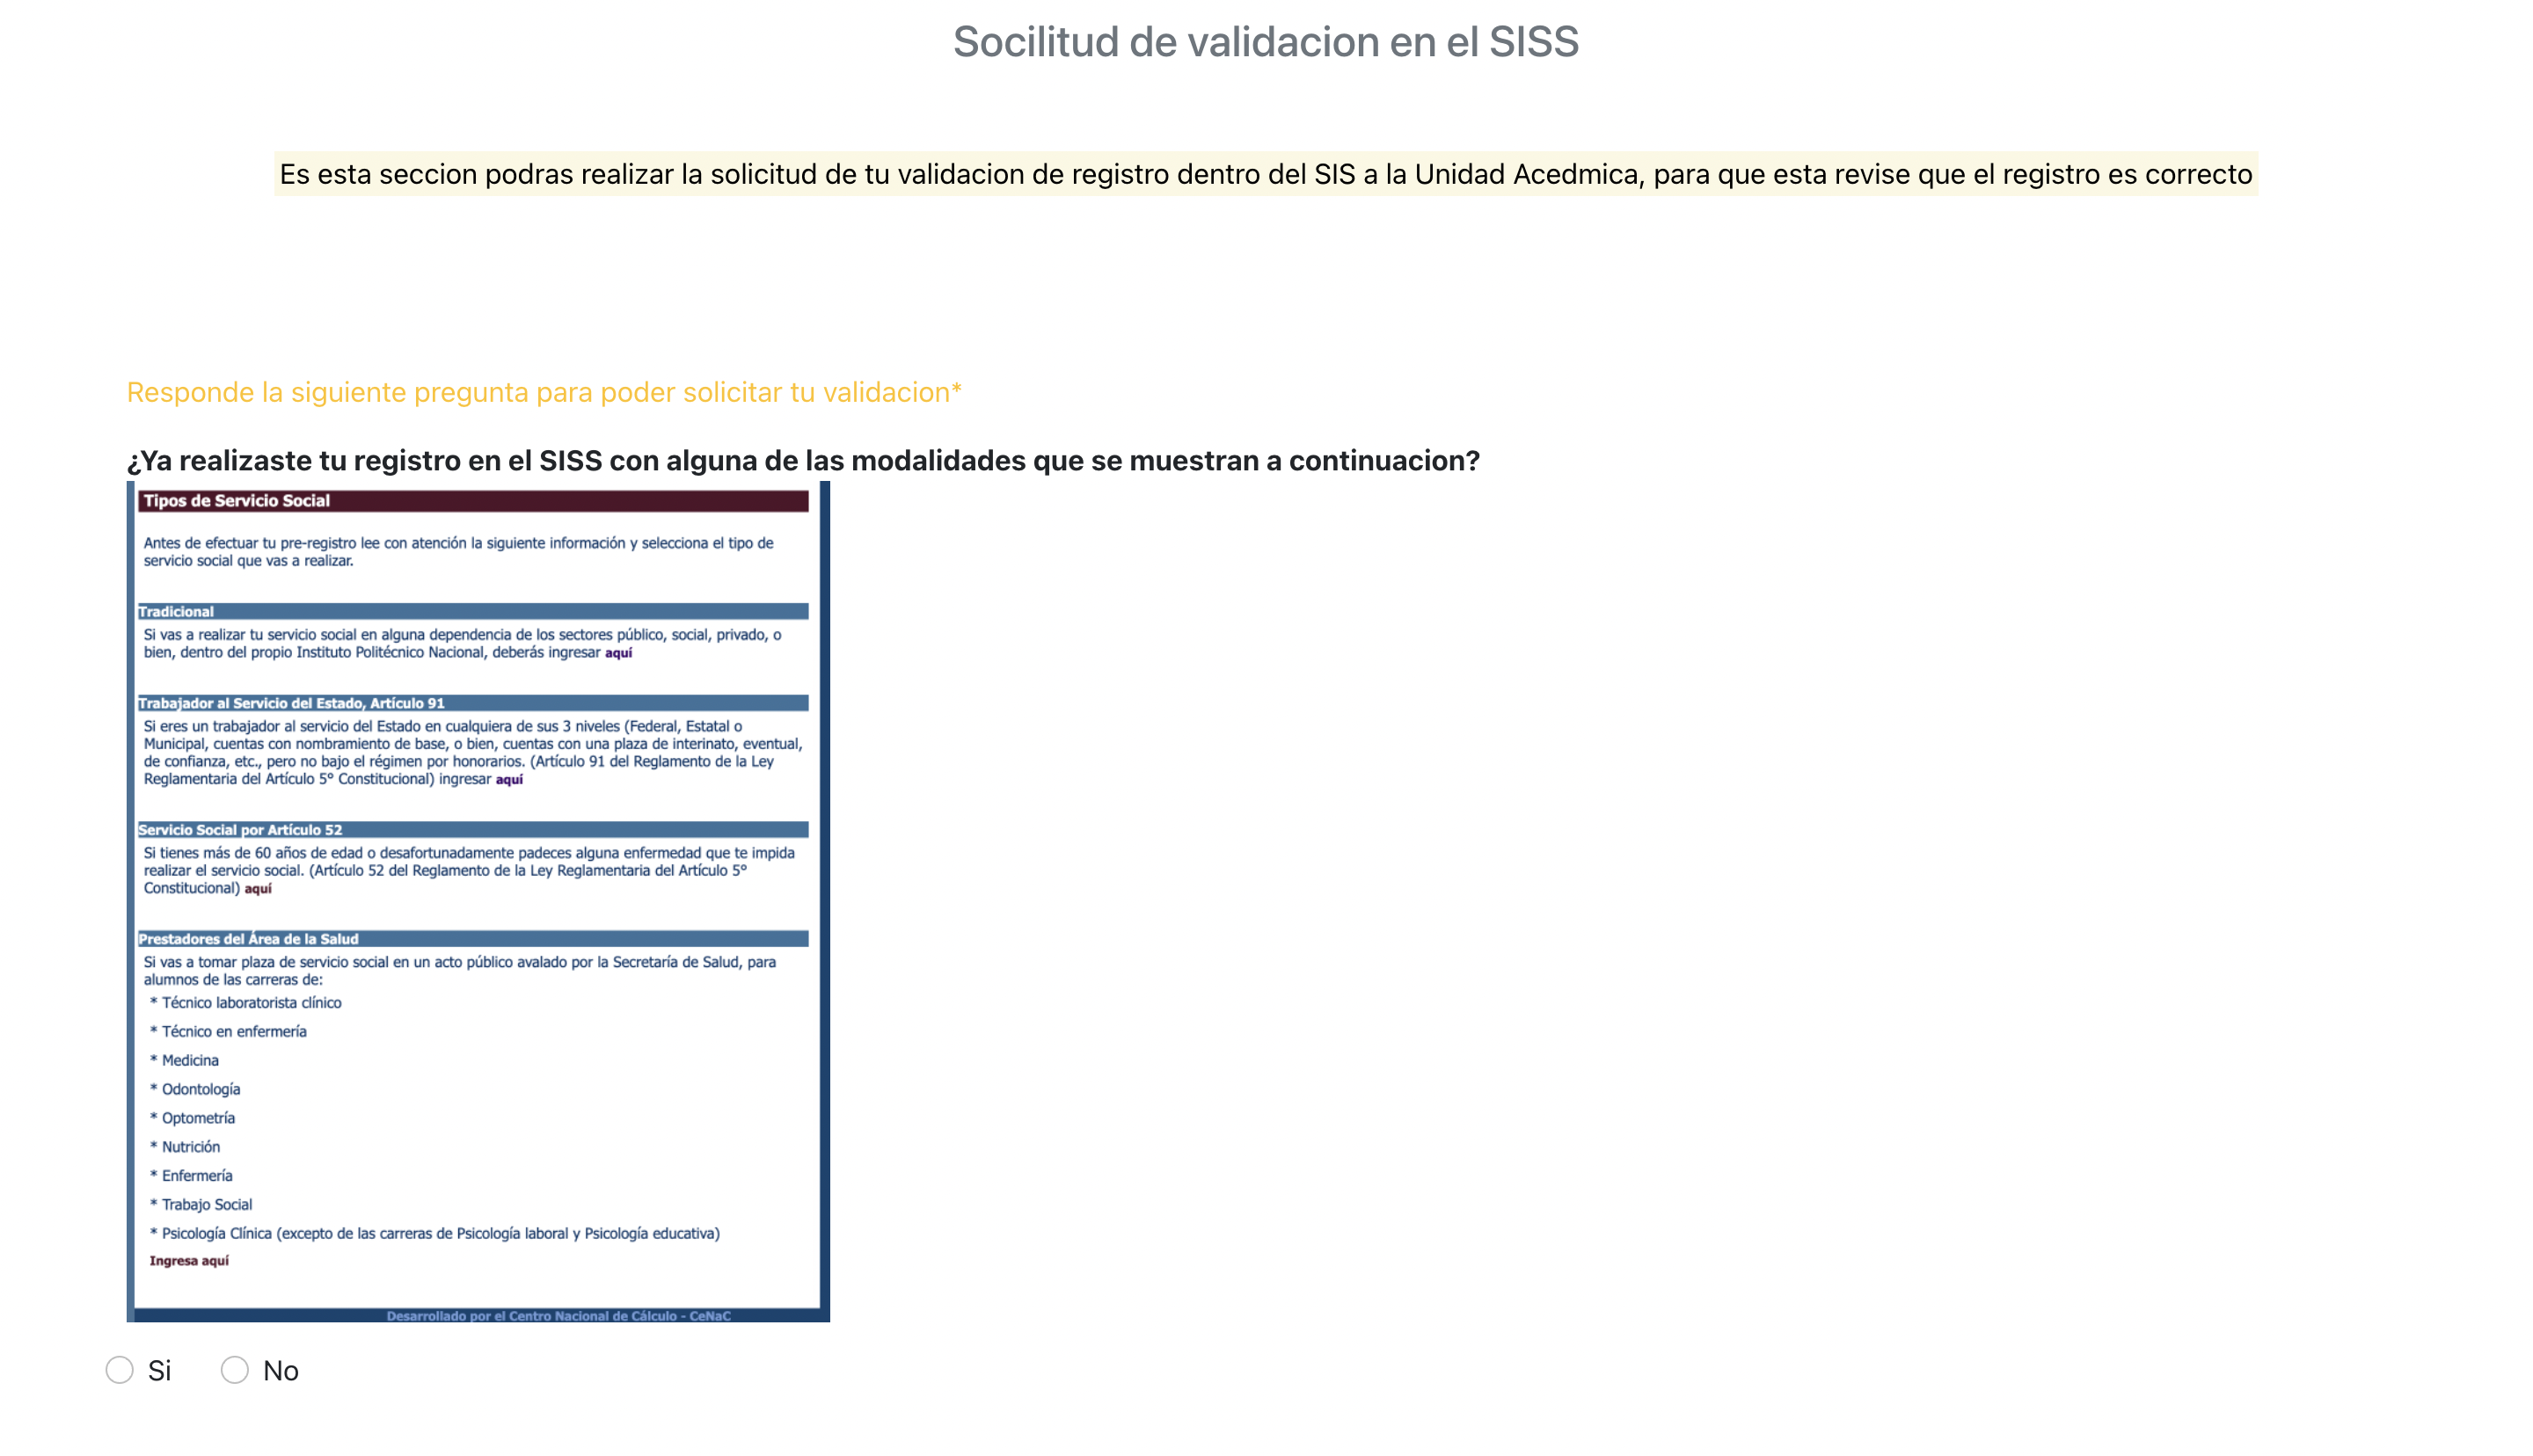 Socilitud de validacion en el SISS
Es esta seccion podras realizar la solicitud de tu validacion de registro dentro del SIS a la Unidad Acedmica, para que esta revise que el registro es correcto
Responde la siguiente pregunta para poder solicitar tu validacion*
¿Ya realizaste tu registro en el SISS con alguna de las modalidades que se muestran a continuacion?
Tipos de Servicio Social
Antes de efectuar tu pre-registro lee con atención la siguiente información y selecciona el tipo de
servicio social que vas a realizar.
Tradicional
Si vas a realizar tu servicio social en alguna dependencia de los sectores público, social, privado, o
bien, dentro del propio Instituto Politécnico Nacional, deberás ingresar aquí
Trabajador al Servicio del Estado, Artículo 91
Si eres un trabajador al servicio del Estado en cualquiera de sus 3 niveles (Federal, Estatal o
Municipal, cuentas con nombramiento de base, o bien, cuentas con una plaza de interinato, eventual,
de confianza, etc., pero no bajo el régimen por honorarios. (Artículo 91 del Reglamento de la Ley
Reglamentaria del Artículo 5º Constitucional) ingresar aquí
Servicio Social por Artículo 52
Si tienes más de 60 años de edad o desafortunadamente padeces alguna enfermedad que te impida
realizar el servicio social. (Artículo 52 del Reglamento de la Ley Reglamentaria del Artículo 5º
Constitucional) aquí
Prestadores del Área de la Salud
Si vas a tomar plaza de servicio social en un acto público avalado por la Secretaría de Salud, para
alumnos de las carreras de:
* Técnico laboratorista clínico
* Técnico en enfermería
* Medicina
* Odontología
* Optometría
* Nutrición
* Enfermería
* Trabajo Social
* Psicología Clínica (excepto de las carreras de Psicología laboral y Psicología educativa)
Ingresa aquí
Desarrollado por el Centro Nacional de Cálculo - CeNaC
Si No